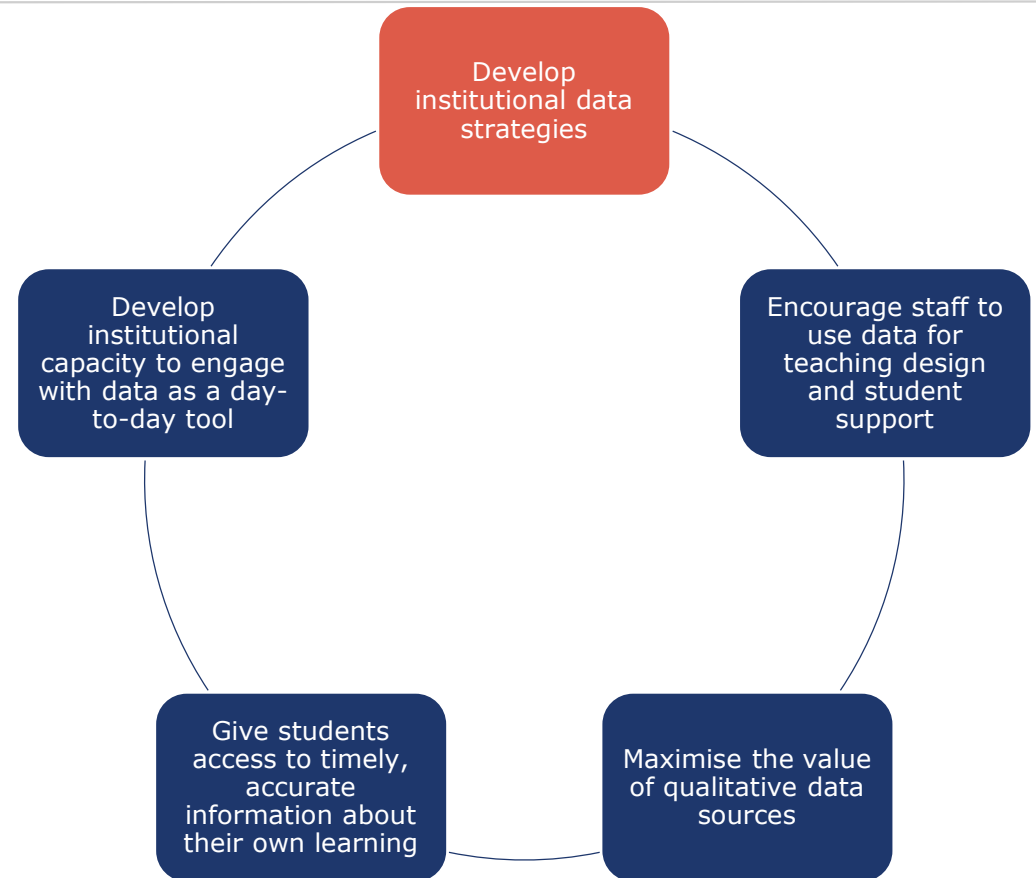 Develop
institutional data
strategies
Encourage staff to
use data for
teaching design
and student
support
Maximise the value
of qualitative data
sources
Give students
access to timely,
accurate
information about
their own learning
Develop
institutional
capacity to engage
with data as a day-
to-day tool